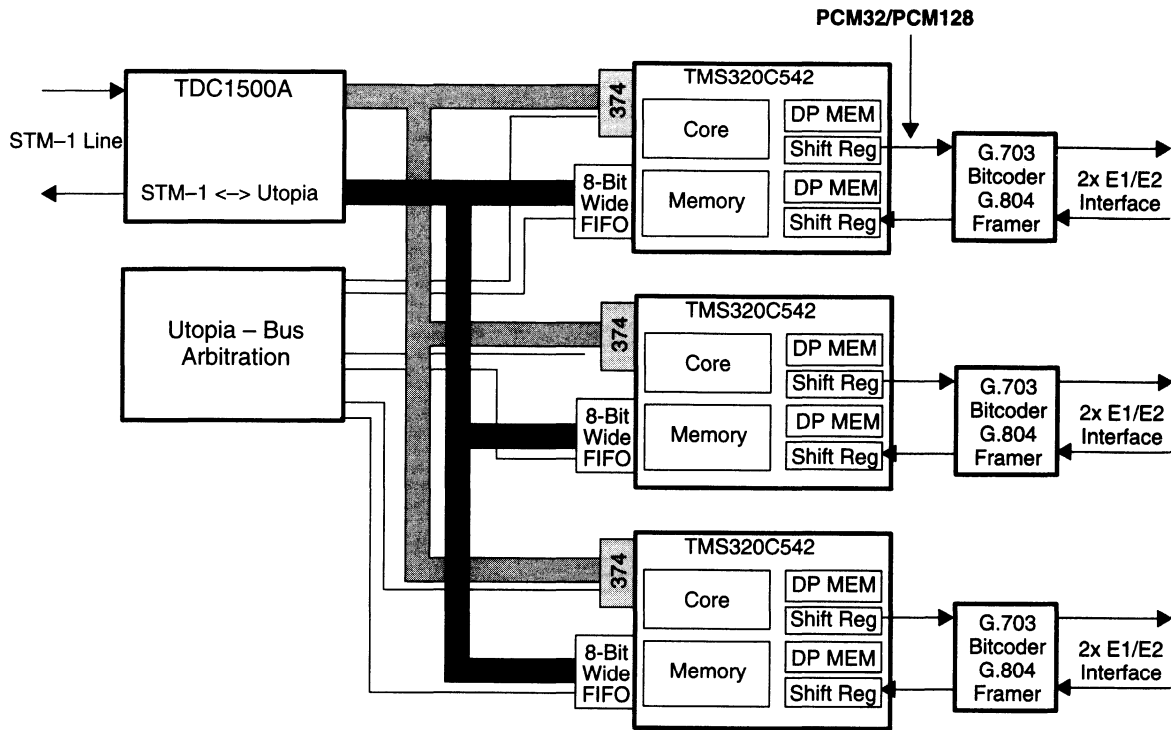 PCM32/PCM128
TDC1500A
STM–1 Line
STM–1 <–> Utopia
Utopia – Bus
Arbitration
374
8-Bit
Wide
FIFO
TMS320C542
Core
Memory
DP MEM
Shift Reg
DP MEM
Shift Reg
G.703
Bitcoder
G.804
Framer
2x E1/E2
Interface
374
8-Bit
Wide
FIFO
TMS320C542
Core
Memory
DP MEM
Shift Reg
DP MEM
Shift Reg
G.703
Bitcoder
G.804
Framer
2x E1/E2
Interface
374
8-Bit
Wide
FIFO
TMS320C542
Core
Memory
DP MEM
Shift Reg
DP MEM
Shift Reg
G.703
Bitcoder
G.804
Framer
2x E1/E2
Interface